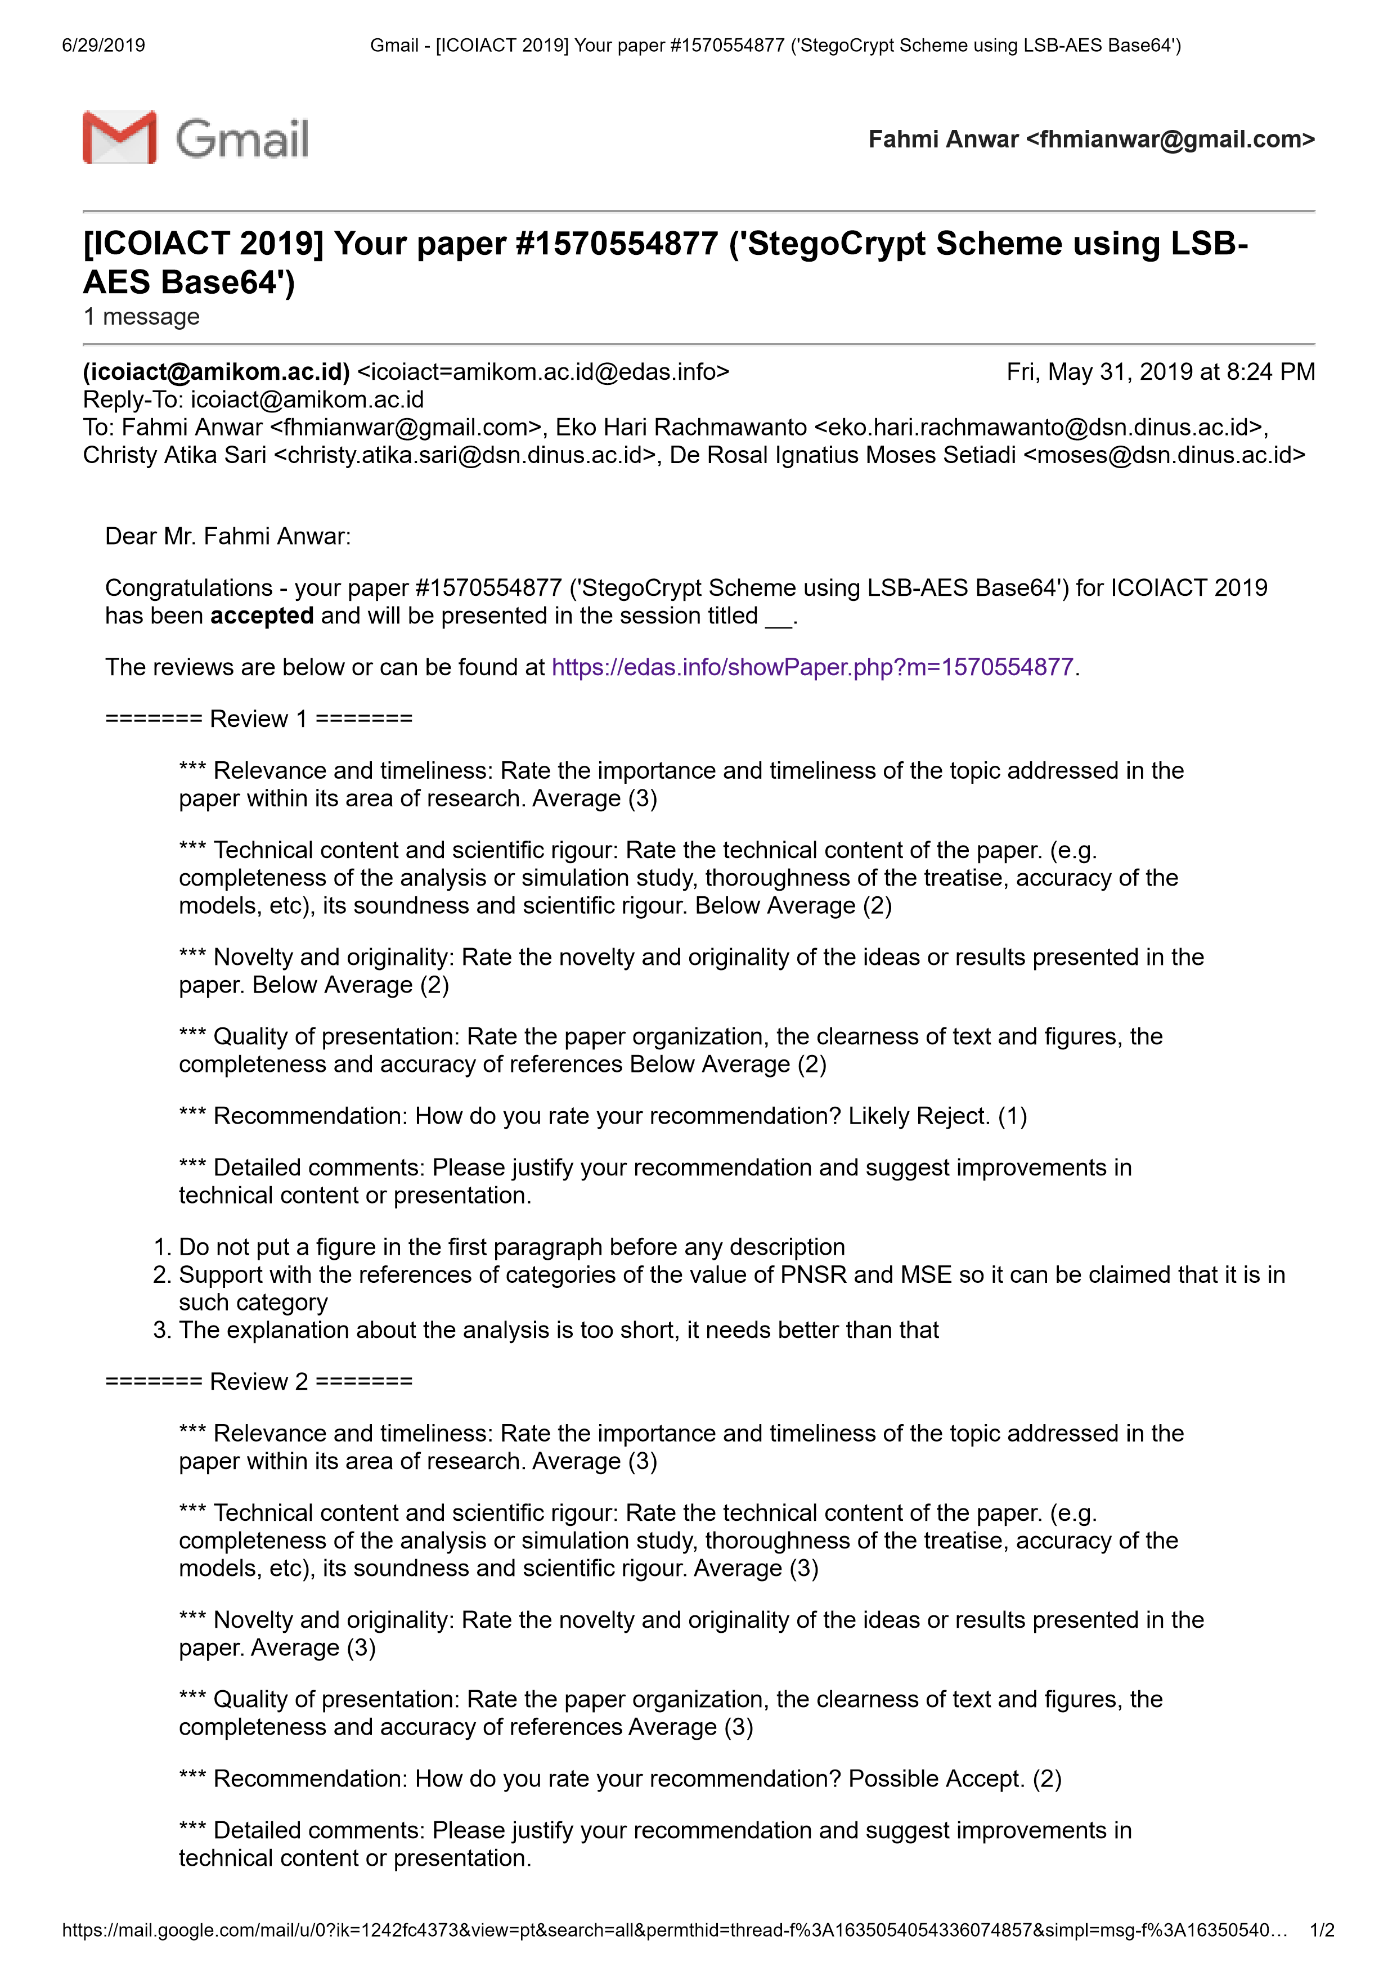 6/29/2019 Gmail - [ICOIACT 2019] Your paper #1570554877 ('StegoCrypt Scheme using LSB-AES Base64')
Gmail
Fahmi Anwar <fhmianwar@gmail.com>
[ICOIACT 2019] Your paper #1570554877 ('StegoCrypt Scheme using LSB-
AES Base64')
1 message
(icoiact@amikom.ac.id) <icoiact=amikom.ac.id@edas.info> Fri, May 31, 2019 at 8:24 PM
Reply-To: icoiact@amikom.ac.id
To: Fahmi Anwar <fhmianwar@gmail.com>, Eko Hari Rachmawanto <eko.hari.rachmawanto@dsn.dinus.ac.id>,
Christy Atika Sari <christy.atika.sari@dsn.dinus.ac.id>, De Rosal Ignatius Moses Setiadi <moses@dsn.dinus.ac.id>
Dear Mr. Fahmi Anwar:
Congratulations - your paper #1570554877 ('StegoCrypt Scheme using LSB-AES Base64') for ICOIACT 2019
has been accepted and will be presented in the session titled __.
The reviews are below or can be found at https://edas.info/showPaper.php?m=1570554877.
======= Review 1 =======
*** Relevance and timeliness: Rate the importance and timeliness of the topic addressed in the
paper within its area of research. Average (3)
*** Technical content and scientific rigour: Rate the technical content of the paper. (e.g.
completeness of the analysis or simulation study, thoroughness of the treatise, accuracy of the
models, etc), its soundness and scientific rigour. Below Average (2)
*** Novelty and originality: Rate the novelty and originality of the ideas or results presented in the
paper. Below Average (2)
*** Quality of presentation: Rate the paper organization, the clearness of text and figures, the
completeness and accuracy of references Below Average (2)
*** Recommendation: How do you rate your recommendation? Likely Reject. (1)
*** Detailed comments: Please justify your recommendation and suggest improvements in
technical content or presentation.
1. Do not put a figure in the first paragraph before any description
2. Support with the references of categories of the value of PNSR and MSE so it can be claimed that it is in
such category
3. The explanation about the analysis is too short, it needs better than that
======= Review 2 =======
*** Relevance and timeliness: Rate the importance and timeliness of the topic addressed in the
paper within its area of research. Average (3)
*** Technical content and scientific rigour: Rate the technical content of the paper. (e.g.
completeness of the analysis or simulation study, thoroughness of the treatise, accuracy of the
models, etc), its soundness and scientific rigour. Average (3)
*** Novelty and originality: Rate the novelty and originality of the ideas or results presented in the
paper. Average (3)
*** Quality of presentation: Rate the paper organization, the clearness of text and figures, the
completeness and accuracy of references Average (3)
*** Recommendation: How do you rate your recommendation? Possible Accept. (2)
*** Detailed comments: Please justify your recommendation and suggest improvements in
technical content or presentation.
https://mail.google.com/mail/u/0?ik=1242fc4373&view=pt&search=all&permthid=thread-f%3A1635054054336074857&simpl=msg-f%3A16350540… 1/2